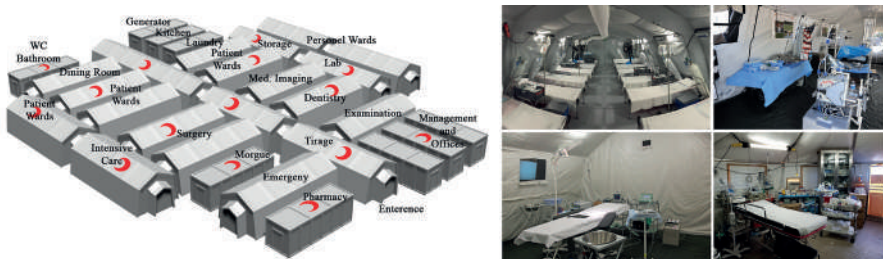 Generator
Kitchen
Laundry
Storage
Personel Wards
WC
Bathroom
Patient
Wards
Lab
Dining Room
Med. Imaging
Patient
Wards
Dentistry
Patient
Wards
Examination
Management
and
Offices
Surgery
Tirage
Intensive
Care
Morgue
Emergeny
Pharmacy
Enterence